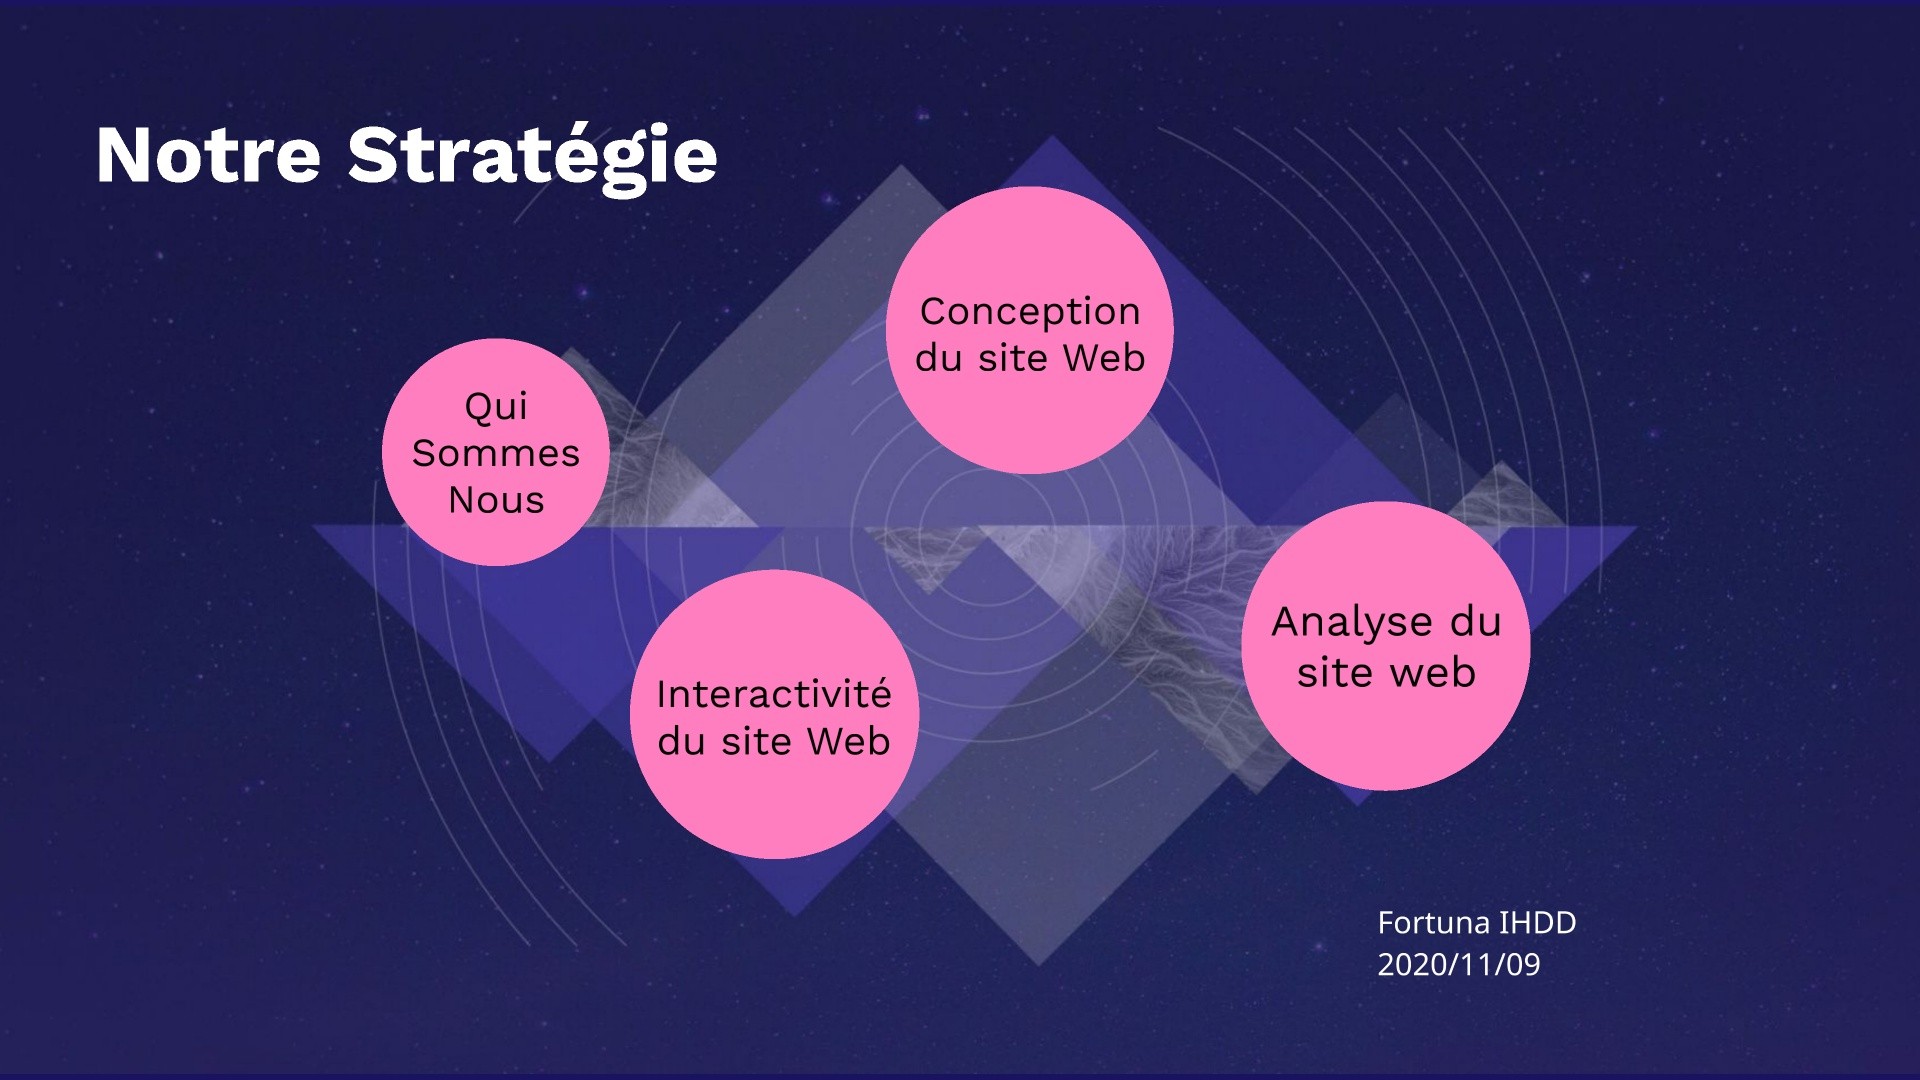 Notre Stratégie
Qui
Sommes
Nous
Interactivité
du site Web
Conception
du site Web
Analyse du
site web
Fortuna IHDD
2020/11/09